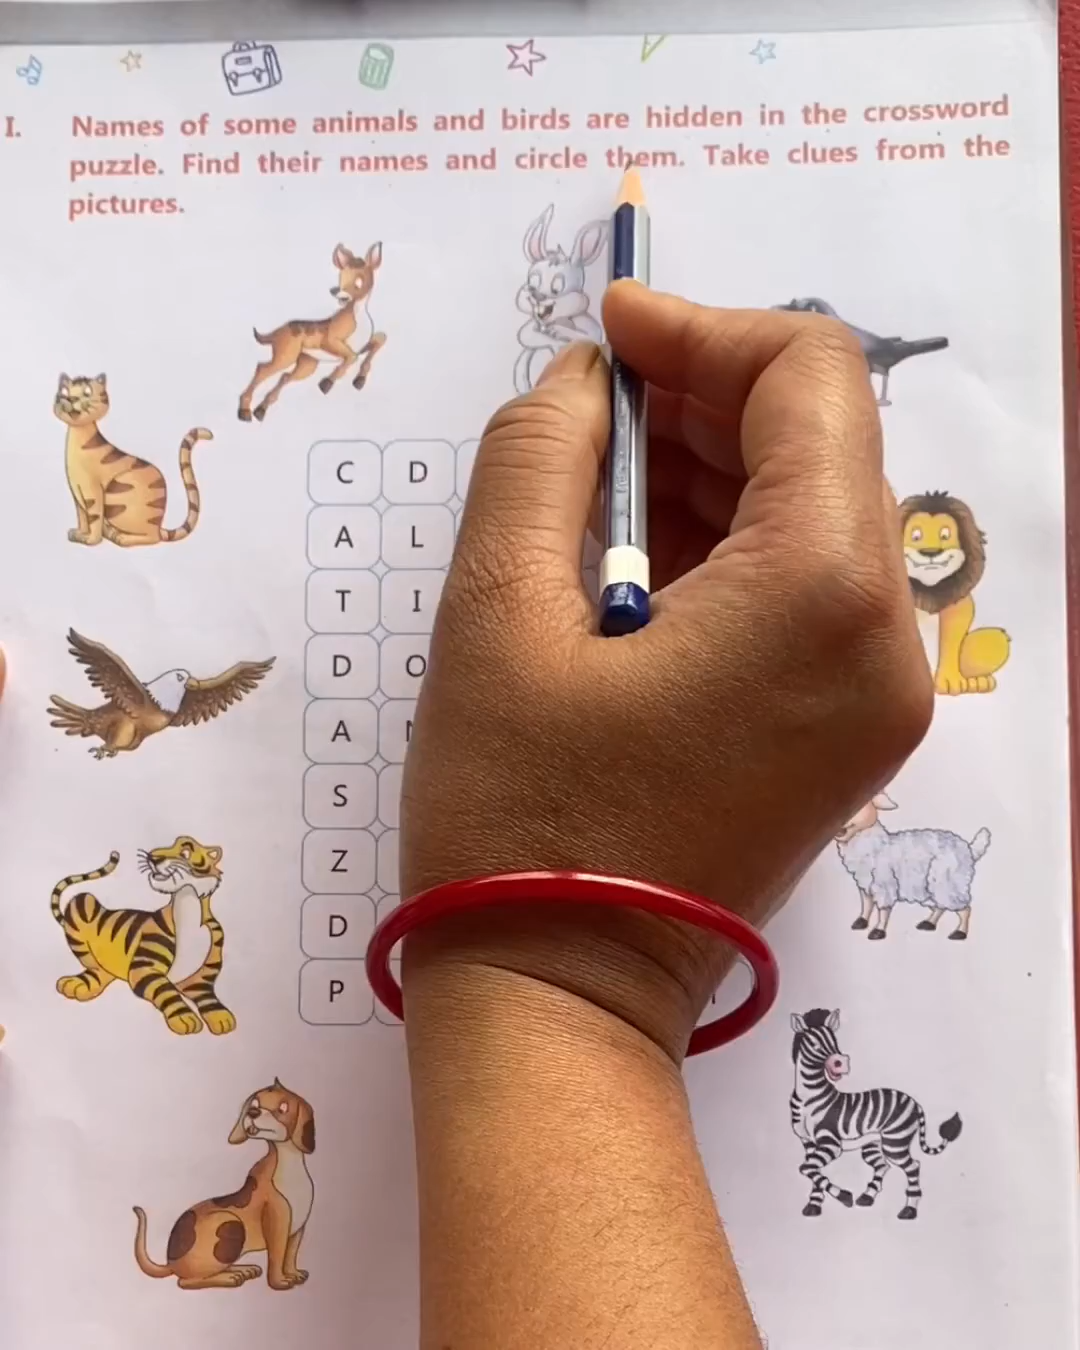 I. Names of some animals and birds are hidden in the crossword
puzzle. Find their names and circle them. Take clues from the
pictures.
C D
A L
T I
D O
A
S
Z
D
P